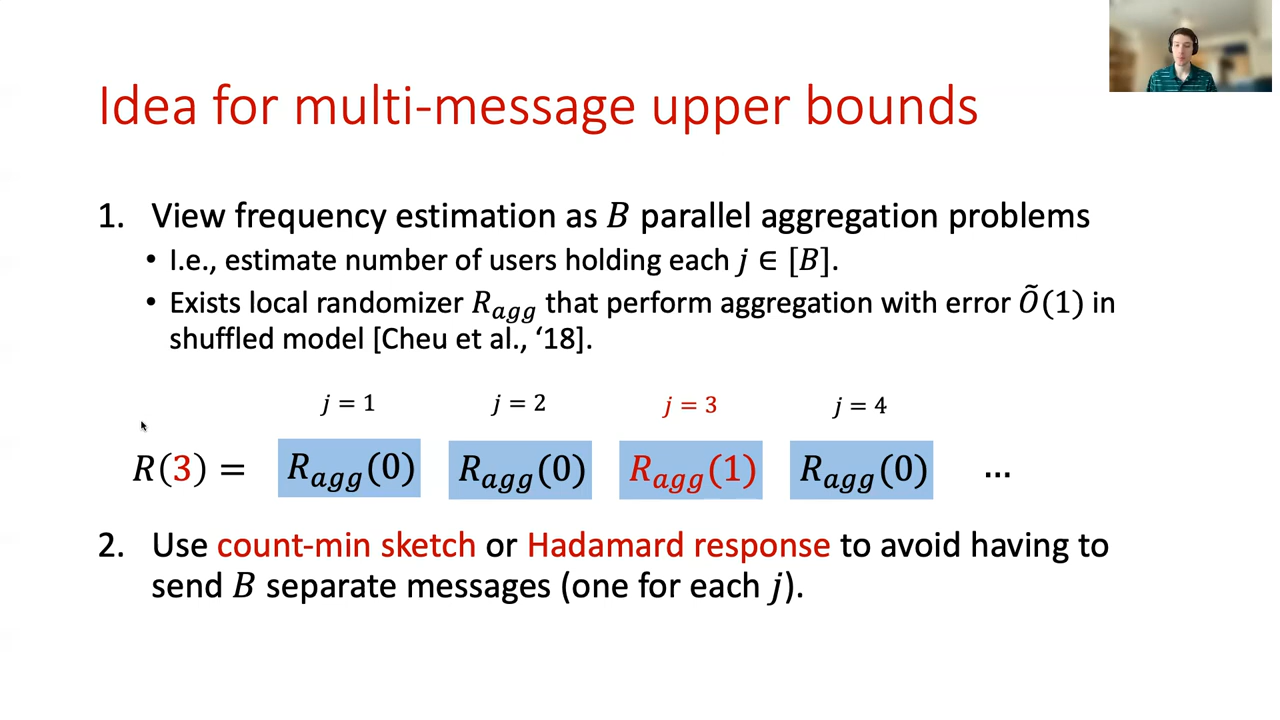 Idea for multi-message upper bounds
1. View frequency estimation as B parallel aggregation problems
• I.e., estimate number of users holding each j ∈ [B].
• Exists local randomizer R_agg that perform aggregation with error Õ(1) in
shuffled model [Cheu et al., ‘18].
j = 1 j = 2 j = 3 j = 4
R(3) = R_agg(0) R_agg(0) R_agg(1) R_agg(0) ...
2. Use count-min sketch or Hadamard response to avoid having to
send B separate messages (one for each j).